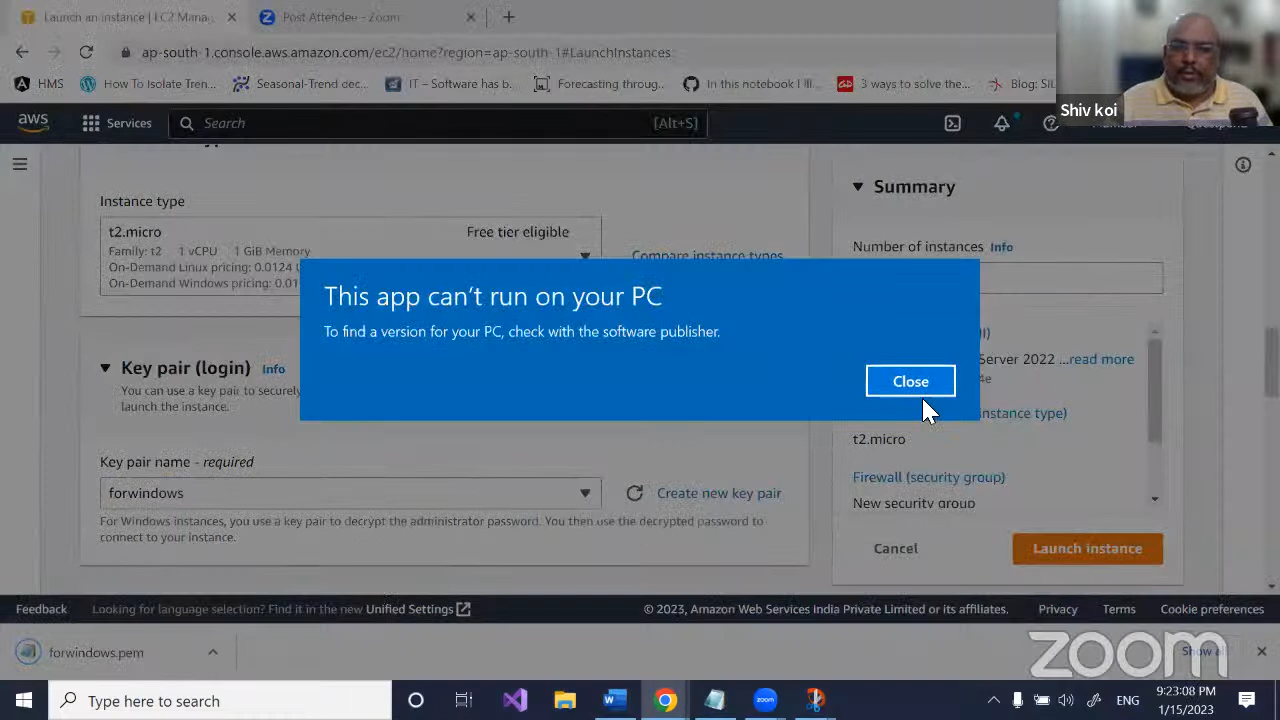 Launch an instance | EC2 Mana
Post Attendee - Zoom
ap-south-1.console.aws.amazon.com/ec2/home?region=ap-south-1#LaunchInstances:
HMS
How To Isolate Tren...
Seasonal-Trend dec...
IT – Software has b...
Forecasting throug...
In this notebook I ill...
3 ways to solve the...
Blog: SIL
Shiv koi
aws
Services
Search
[Alt+S]
Instance type
Summary
t2.micro
Free tier eligible
Family: t2 1 vCPU 1 GiB Memory
On-Demand Linux pricing: 0.0124
On-Demand Windows pricing: 0.01
Compare instance types
Number of instances Info
This app can't run on your PC
To find a version for your PC, check with the software publisher.
Close
Server 2022 ...read more
4e
instance type)
t2.micro
Key pair (login) Info
You can use a key pair to securely
launch the instance.
Key pair name - required
forwindows
Create new key pair
For Windows instances, you use a key pair to decrypt the administrator password. You then use the decrypted password to
connect to your instance.
Firewall (security group)
New security group
Cancel
Launch instance
Feedback
Looking for language selection? Find it in the new Unified Settings
© 2023, Amazon Web Services India Private Limited or its affiliates.
Privacy
Terms
Cookie preferences
forwindows.pem
Show all
zoom
Type here to search
zoom
ENG
9:23:08 PM
1/15/2023